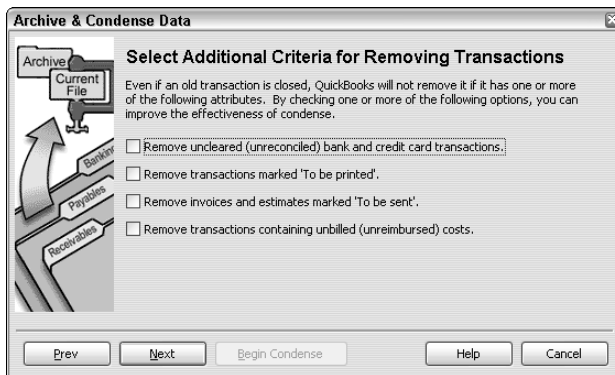 Archive & Condense Data
Archive
Current
File
Banking
Payables
Receivables
Select Additional Criteria for Removing Transactions
Even if an old transaction is closed, QuickBooks will not remove it if it has one or more
of the following attributes. By checking one or more of the following options, you can
improve the effectiveness of condense.
Remove uncleared (unreconciled) bank and credit card transactions.
Remove transactions marked 'To be printed'.
Remove invoices and estimates marked 'To be sent'.
Remove transactions containing unbilled (unreimbursed) costs.
Prev
Next
Begin Condense
Help
Cancel